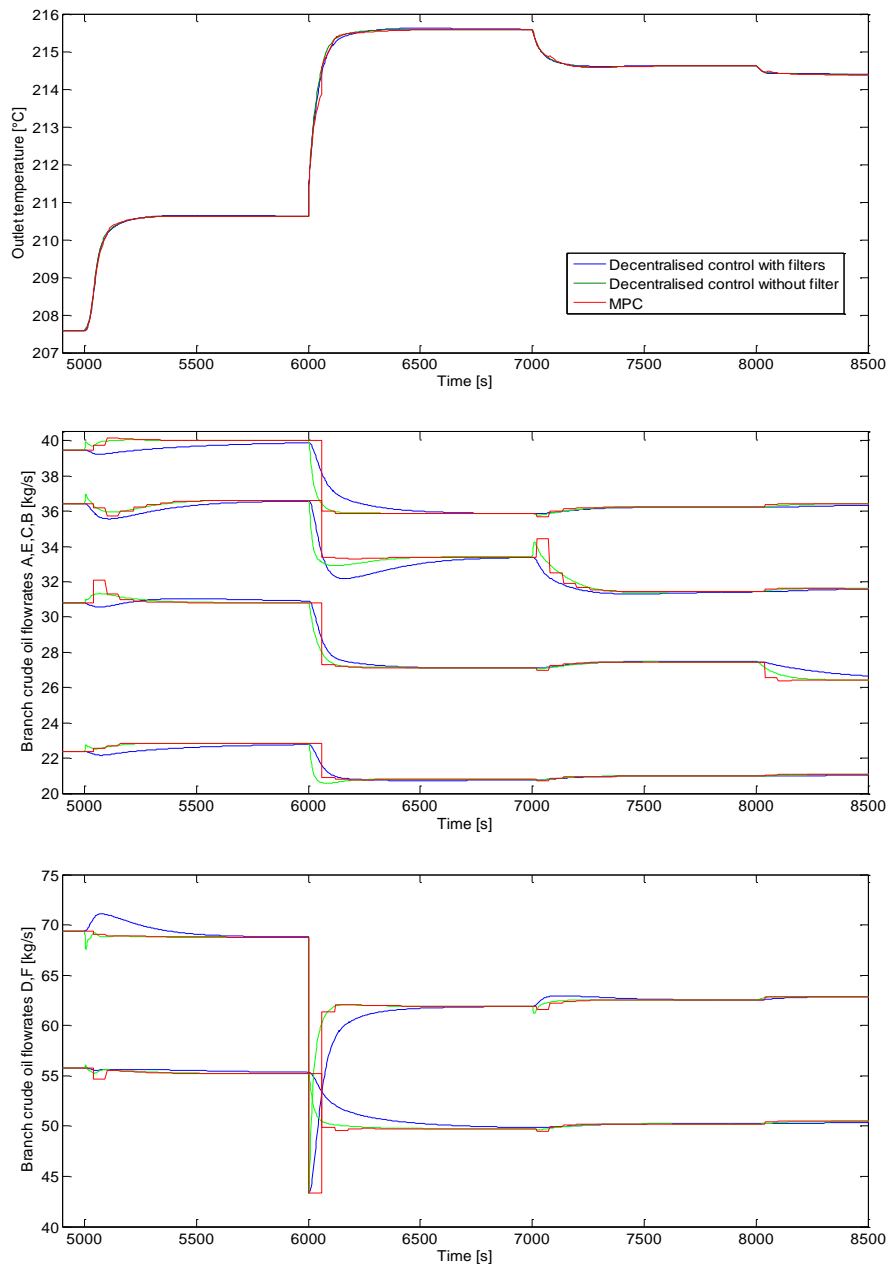 216
215
214
213
212
211
210
209
208
207
Outlet temperature [°C]
Decentralised control with filters
Decentralised control without filter
MPC
5000 5500 6000 6500 7000 7500 8000 8500
Time [s]
40
38
36
34
32
30
28
26
24
22
20
Branch crude oil flowrates A,E,C,B [kg/s]
5000 5500 6000 6500 7000 7500 8000 8500
Time [s]
75
70
65
60
55
50
45
40
Branch crude oil flowrates D,F [kg/s]
5000 5500 6000 6500 7000 7500 8000 8500
Time [s]